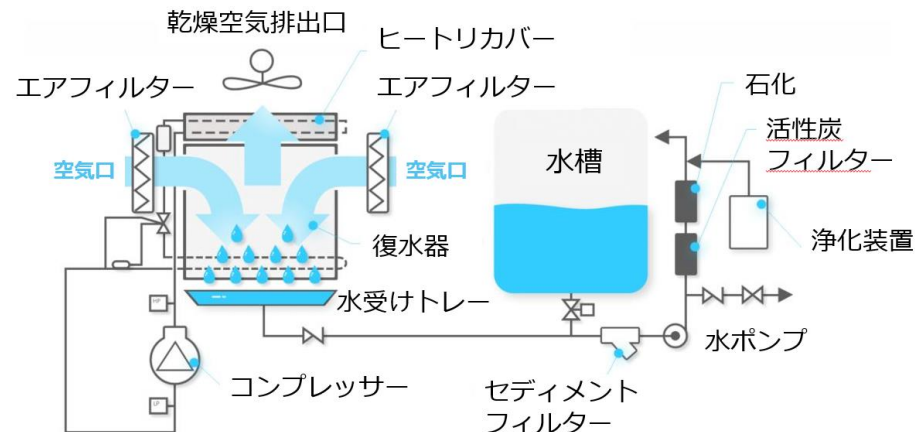 乾燥空気排出口
ヒートリカバー
エアフィルター
エアフィルター
石化
活性炭
フィルター
空気口
空気口
水槽
復水器
浄化装置
水受けトレー
水ポンプ
コンプレッサー
セディメント
フィルター
HP
LP